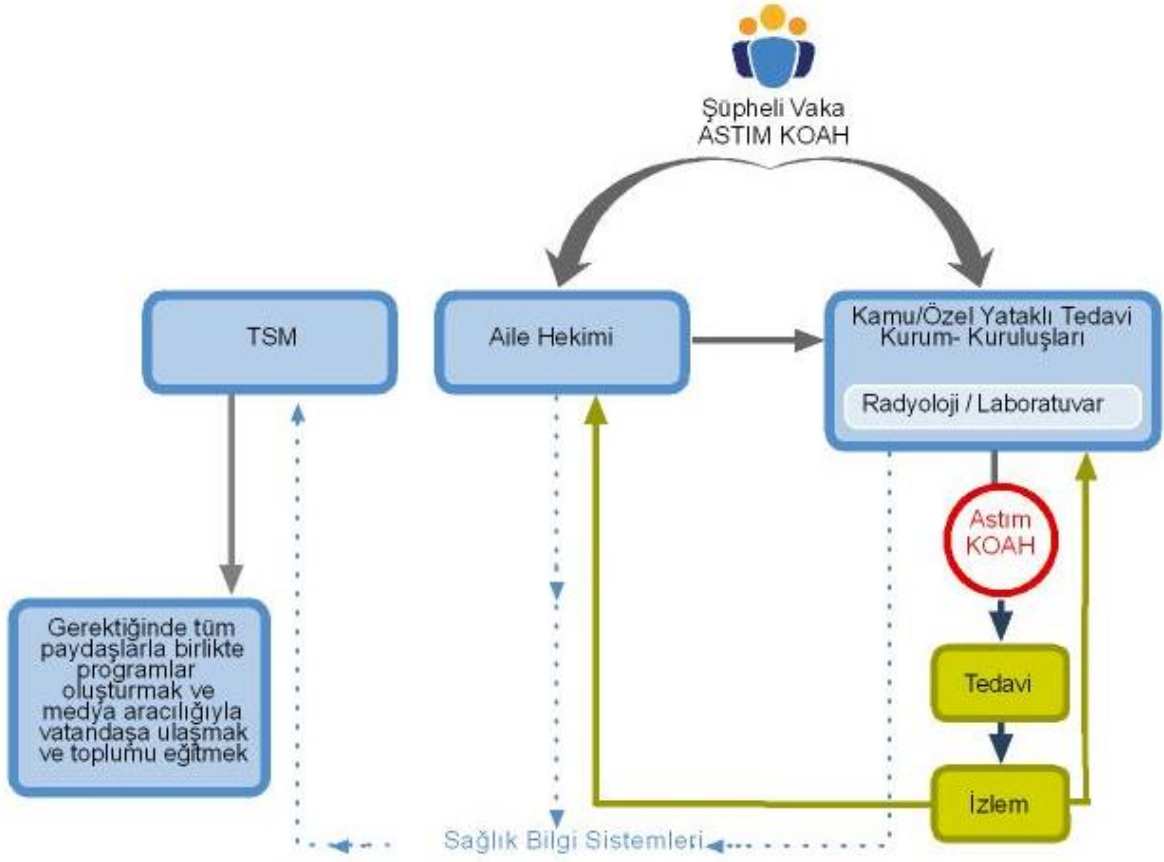 Şüpheli Vaka
ASTIM KOAH
TSM
Aile Hekimi
Kamu/Özel Yataklı Tedavi
Kurum- Kuruluşları
Radyoloji / Laboratuvar
Astım
KOAH
Gerektiğinde tüm
paydaşlarla birlikte
programlar
oluşturmak ve
medya aracılığıyla
vatandaşa ulaşmak
ve toplumu eğitmek
Tedavi
İzlem
Sağlık Bilgi Sistemleri